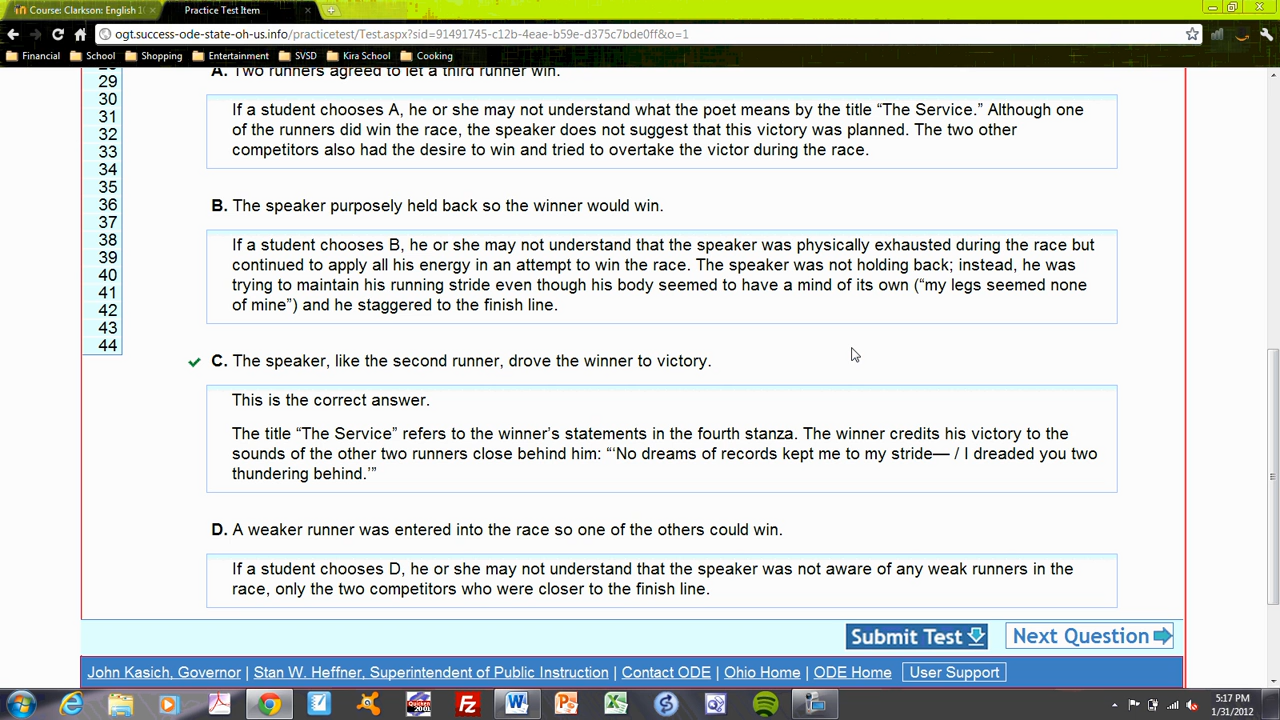 Course: Clarkson: English 1
Practice Test Item
ogt.success-ode-state-oh-us.info/practicetest/Test.aspx?sid=91491745-c12b-4eae-b59e-d375c7bde0ff&o=1
Financial School Shopping Entertainment SVSD Kira School Cooking
A. Two runners agreed to let a third runner win.
29
30
31
32
33
34
35
36
37
38
39
40
41
42
43
44
If a student chooses A, he or she may not understand what the poet means by the title “The Service.” Although one
of the runners did win the race, the speaker does not suggest that this victory was planned. The two other
competitors also had the desire to win and tried to overtake the victor during the race.
B. The speaker purposely held back so the winner would win.
If a student chooses B, he or she may not understand that the speaker was physically exhausted during the race but
continued to apply all his energy in an attempt to win the race. The speaker was not holding back; instead, he was
trying to maintain his running stride even though his body seemed to have a mind of its own (“my legs seemed none
of mine”) and he staggered to the finish line.
C. The speaker, like the second runner, drove the winner to victory.
This is the correct answer.
The title “The Service” refers to the winner’s statements in the fourth stanza. The winner credits his victory to the
sounds of the other two runners close behind him: “‘No dreams of records kept me to my stride— / I dreaded you two
thundering behind.’”
D. A weaker runner was entered into the race so one of the others could win.
If a student chooses D, he or she may not understand that the speaker was not aware of any weak runners in the
race, only the two competitors who were closer to the finish line.
Submit Test Next Question
John Kasich, Governor | Stan W. Heffner, Superintendent of Public Instruction | Contact ODE | Ohio Home | ODE Home User Support
5:17 PM
1/31/2012